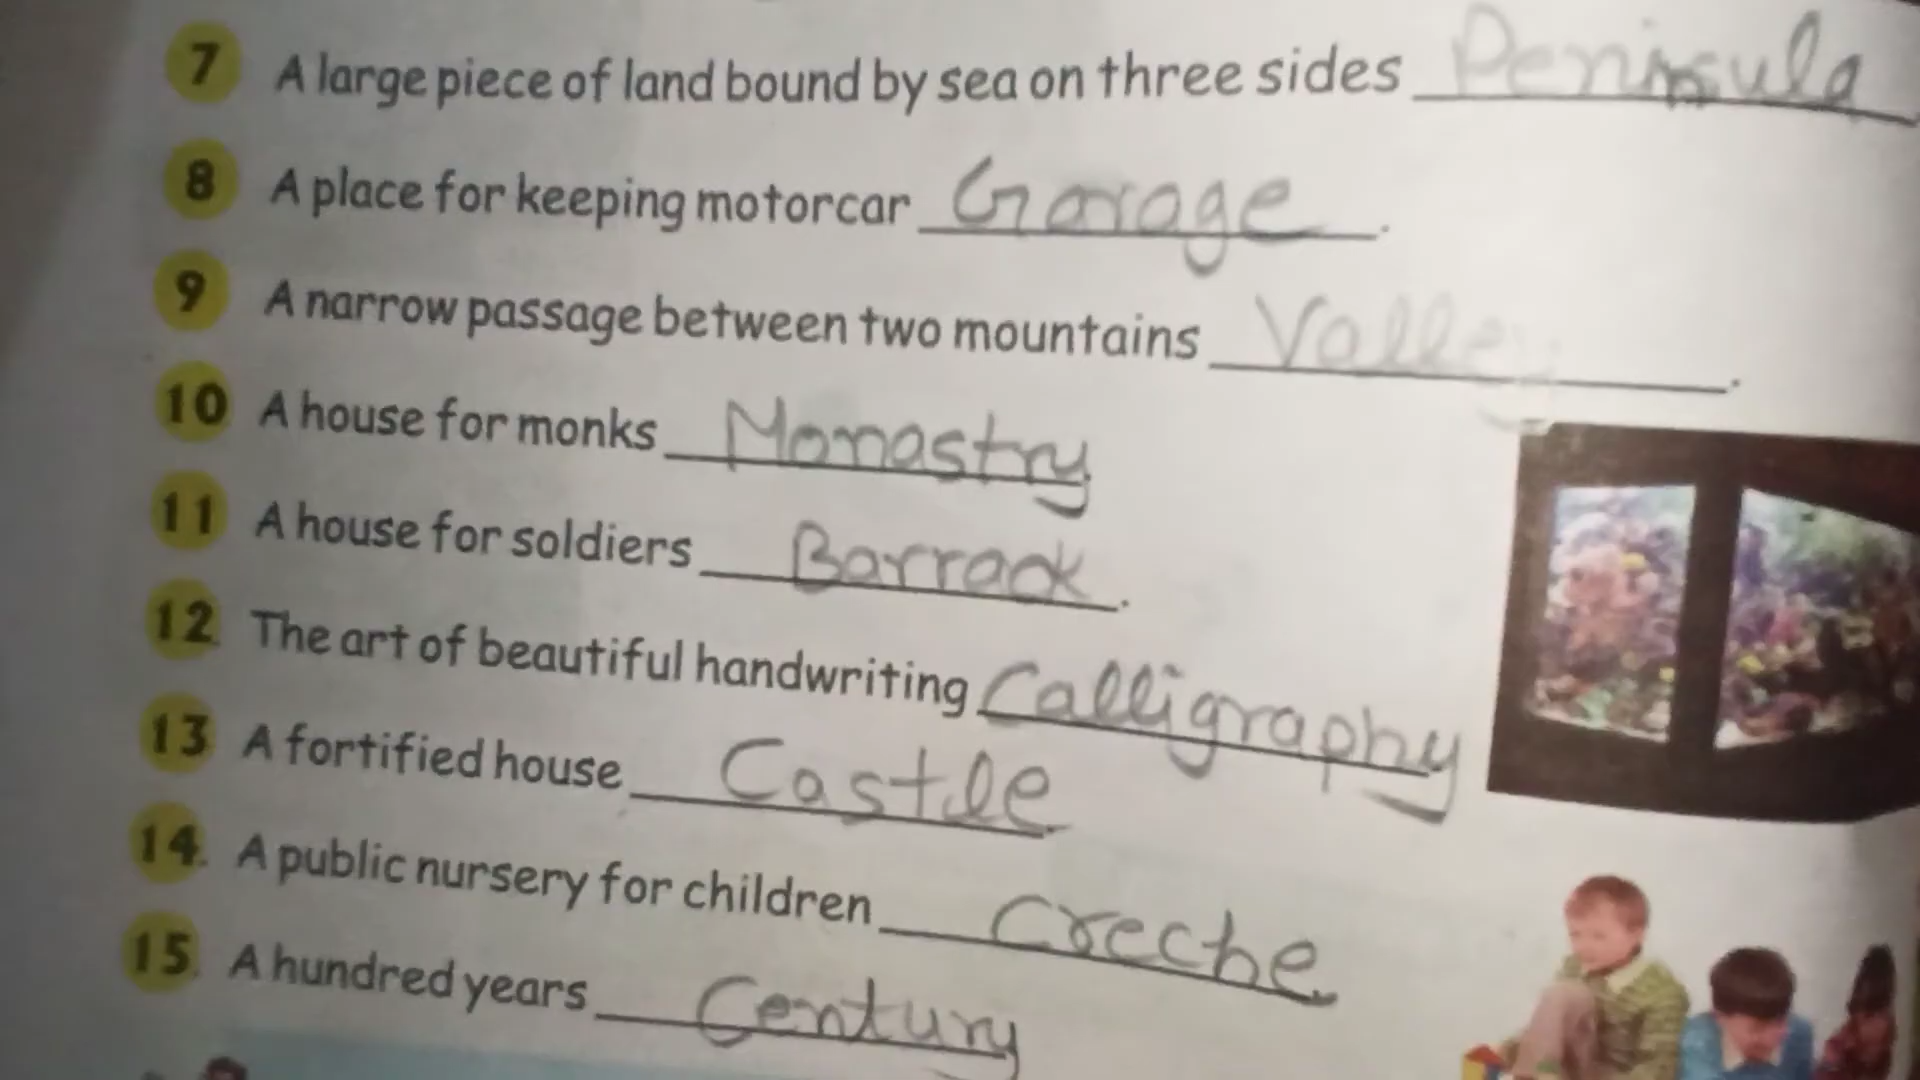 7 A large piece of land bound by sea on three sides Peninsula
8 A place for keeping motorcar Garage.
9 A narrow passage between two mountains Valley.
10 A house for monks Monastry
11 A house for soldiers Barrack.
12. The art of beautiful handwriting Calligraphy
13. A fortified house Castle
14. A public nursery for children Creche
15. A hundred years Century